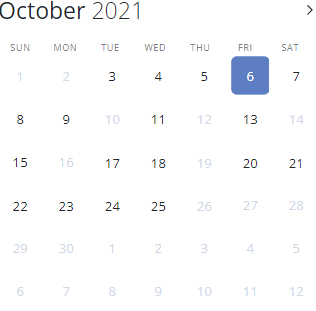 October 2021
SUN MON TUE WED THU FRI SAT
1 2 3 4 5 6 7
8 9 10 11 12 13 14
15 16 17 18 19 20 21
22 23 24 25 26 27 28
29 30 1 2 3 4 5
6 7 8 9 10 11 12